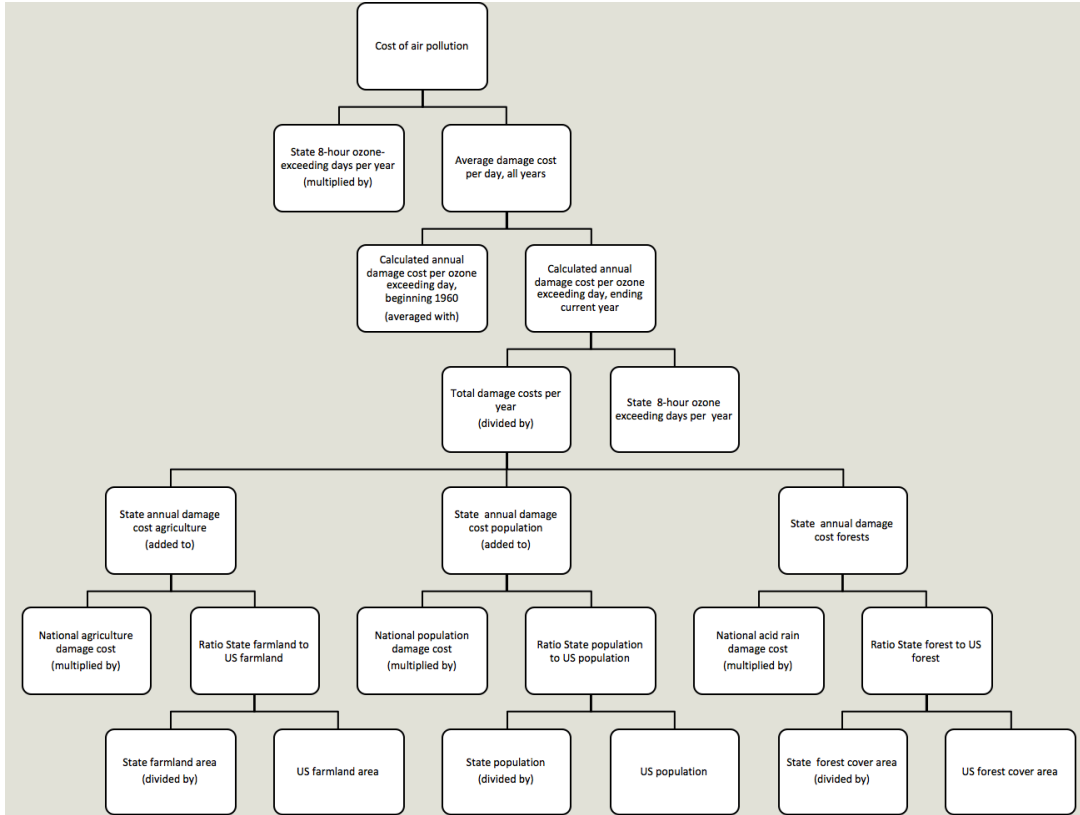 Cost of air pollution
State 8-hour ozone-
exceeding days per year
(multiplied by)
Average damage cost
per day, all years
Calculated annual
damage cost per ozone
exceeding day,
beginning 1960
(averaged with)
Calculated annual
damage cost per ozone
exceeding day, ending
current year
Total damage costs per
year
(divided by)
State 8-hour ozone
exceeding days per year
State annual damage
cost agriculture
(added to)
State annual damage
cost population
(added to)
State annual damage
cost forests
National agriculture
damage cost
(multiplied by)
Ratio State farmland to
US farmland
National population
damage cost
(multiplied by)
Ratio State population
to US population
National acid rain
damage cost
(multiplied by)
Ratio State forest to US
forest
State farmland area
(divided by)
US farmland area
State population
(divided by)
US population
State forest cover area
(divided by)
US forest cover area